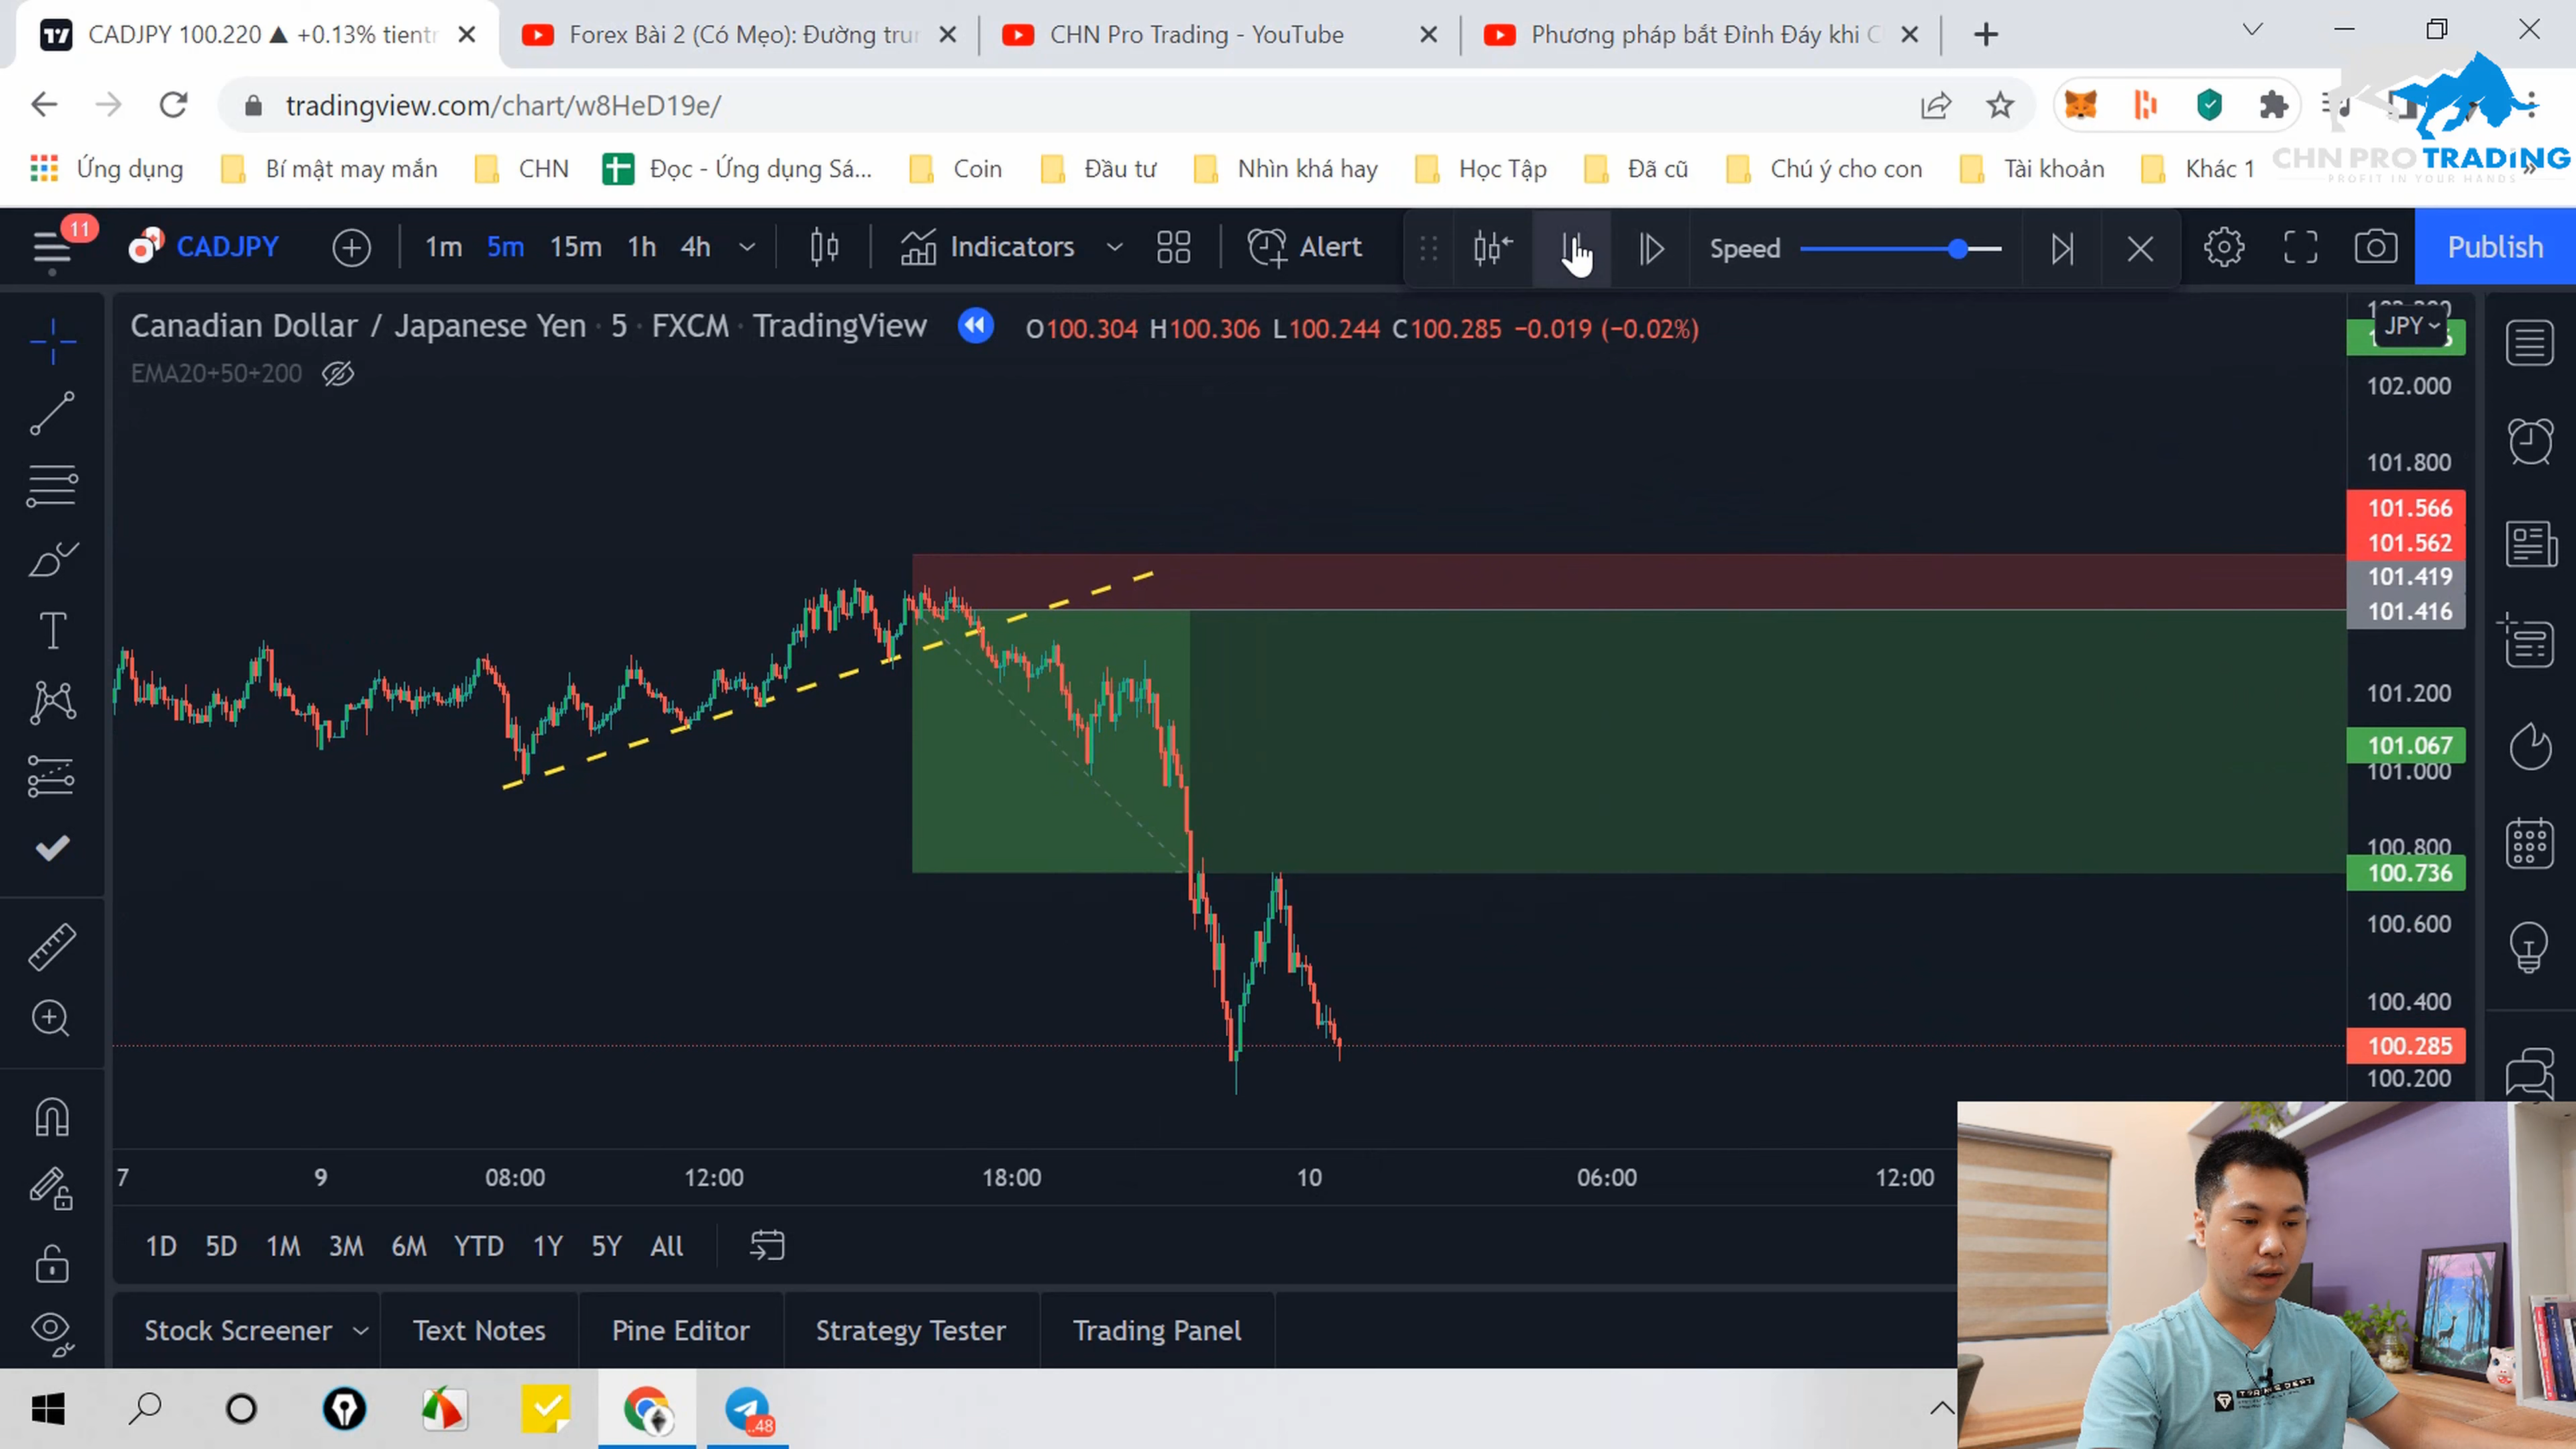 CADJPY 100.220 ▲ +0.13% tientr
Forex Bài 2 (Có Mẹo): Đường trun
CHN Pro Trading - YouTube
Phương pháp bắt Đỉnh Đáy khi C
tradingview.com/chart/w8HeD19e/
Ứng dụng
Bí mật may mắn
CHN
Đọc - Ứng dụng Sá...
Coin
Đầu tư
Nhìn khá hay
Học Tập
Đã cũ
Chú ý cho con
Tài khoản
Khác 1
CHN PRO TRADING
PROFIT IN YOUR HANDS
11
CADJPY
1m
5m
15m
1h
4h
Indicators
Alert
Speed
Publish
Canadian Dollar / Japanese Yen · 5 · FXCM · TradingView
O100.304 H100.306 L100.244 C100.285 −0.019 (−0.02%)
EMA20+50+200
JPY
102.000
101.800
101.566
101.562
101.419
101.416
101.200
101.067
101.000
100.800
100.736
100.600
100.400
100.285
100.200
7
9
08:00
12:00
18:00
10
06:00
12:00
1D
5D
1M
3M
6M
YTD
1Y
5Y
All
Stock Screener
Text Notes
Pine Editor
Strategy Tester
Trading Panel
..48